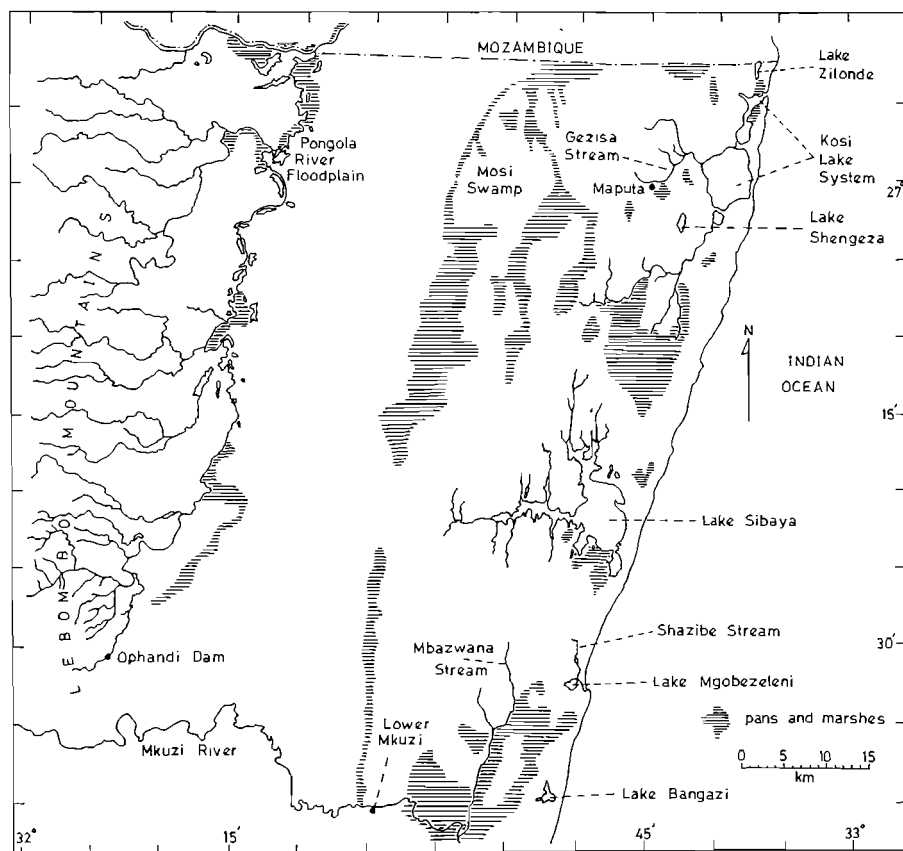 MOZAMBIQUE
Lake
Zilonde
Pongola
River
Floodplain
Gezisa
Stream
Kosi
Lake
System
Mosi
Swamp
Maputa
27°
Lake
Shengeza
LEBOMBO MOUNTAINS
N
INDIAN
OCEAN
15'
Lake Sibaya
Shazibe Stream
30'
Mbazwana
Stream
Ophandi Dam
Lake Mgobezeleni
pans and marshes
Lower
Mkuzi
Mkuzi River
0 5 10 15
km
Lake Bangazi
32° 15' 45' 33°